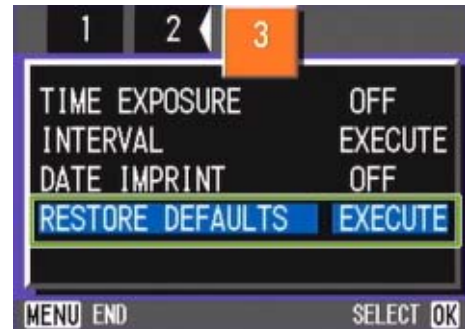 1 2 3
TIME EXPOSURE OFF
INTERVAL EXECUTE
DATE IMPRINT OFF
RESTORE DEFAULTS EXECUTE
MENU END SELECT OK